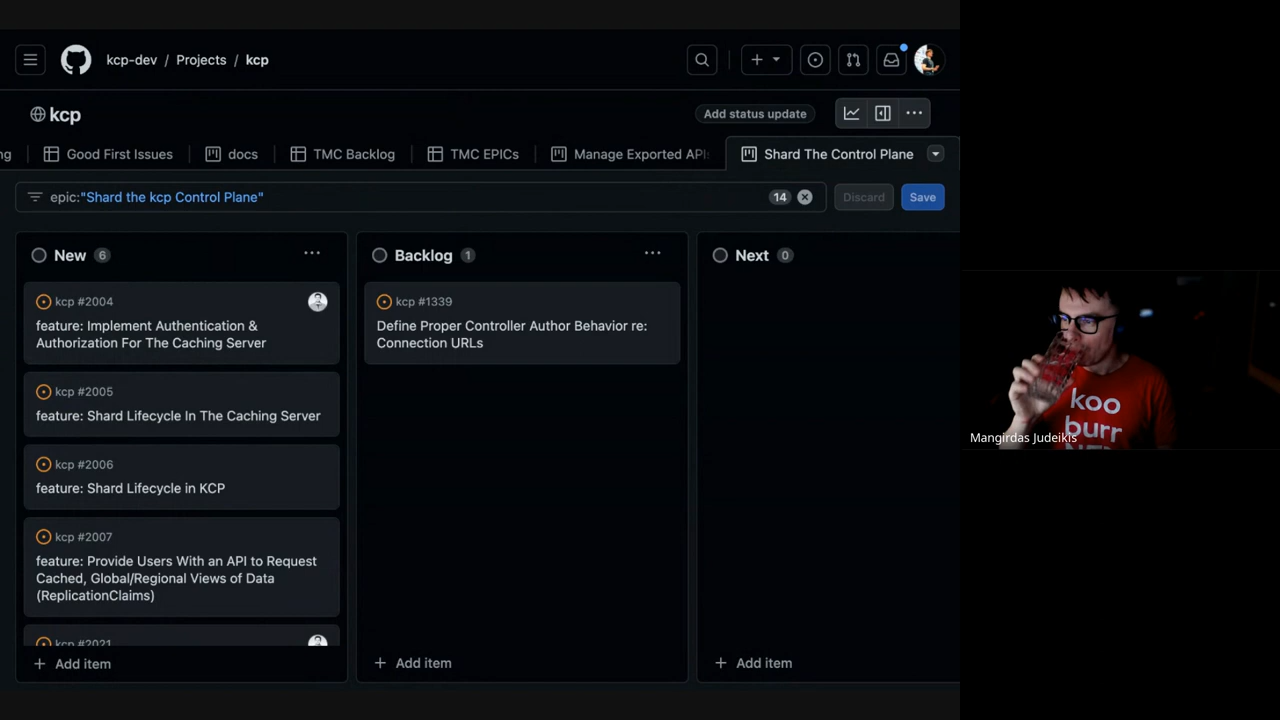 kcp-dev / Projects / kcp
kcp
Add status update
ng
Good First Issues
docs
TMC Backlog
TMC EPICs
Manage Exported API
Shard The Control Plane
epic:"Shard the kcp Control Plane"
14
Discard
Save
New 6
kcp #2004
feature: Implement Authentication &
Authorization For The Caching Server
kcp #2005
feature: Shard Lifecycle In The Caching Server
kcp #2006
feature: Shard Lifecycle in KCP
kcp #2007
feature: Provide Users With an API to Request
Cached, Global/Regional Views of Data
(ReplicationClaims)
kcp #2021
+ Add item
Backlog 1
kcp #1339
Define Proper Controller Author Behavior re:
Connection URLs
+ Add item
Next 0
+ Add item
koo
burr
Mangirdas Judeikis